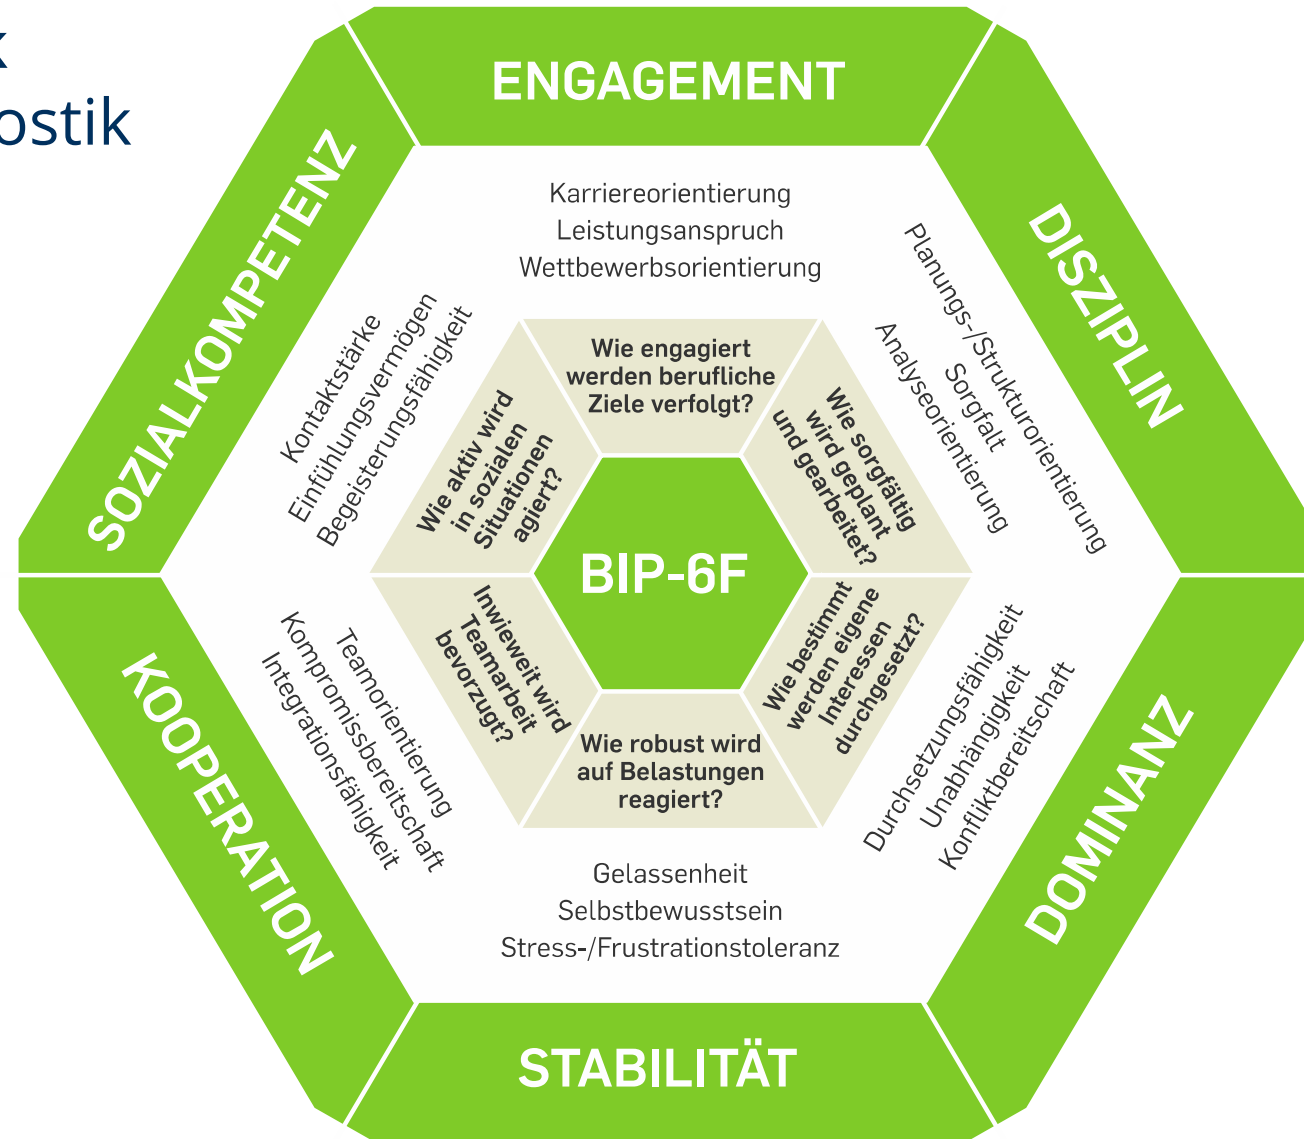 ostik
ENGAGEMENT
Karriereorientierung
Leistungsanspruch
Wettbewerbsorientierung
Wie engagiert
werden berufliche
Ziele verfolgt?
DISZIPLIN
Planungs-/Strukturorientierung
Sorgfalt
Analyseorientierung
Wie sorgfältig
wird geplant
und gearbeitet?
DOMINANZ
Durchsetzungsfähigkeit
Unabhängigkeit
Konfliktbereitschaft
Wie bestimmt
werden eigene
Interessen
durchgesetzt?
STABILITÄT
Gelassenheit
Selbstbewusstsein
Stress-/Frustrationstoleranz
Wie robust wird
auf Belastungen
reagiert?
KOOPERATION
Teamorientierung
Kompromissbereitschaft
Integrationsfähigkeit
Inwieweit wird
Teamarbeit
bevorzugt?
SOZIALKOMPETENZ
Kontaktstärke
Einfühlungsvermögen
Begeisterungsfähigkeit
Wie aktiv wird
in sozialen
Situationen
agiert?
BIP-6F